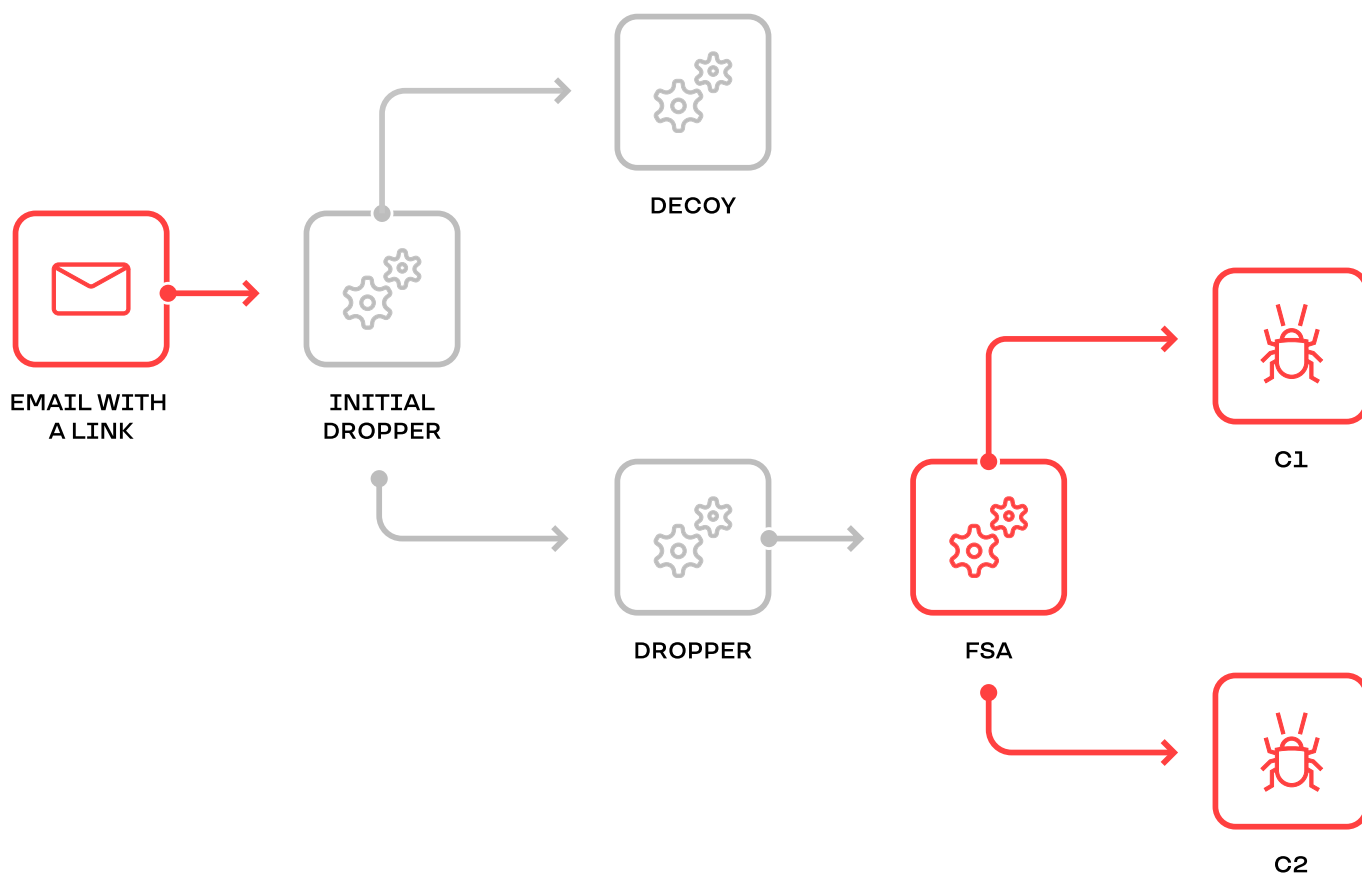 DECOY
EMAIL WITH
A LINK
INITIAL
DROPPER
C1
DROPPER
FSA
C2